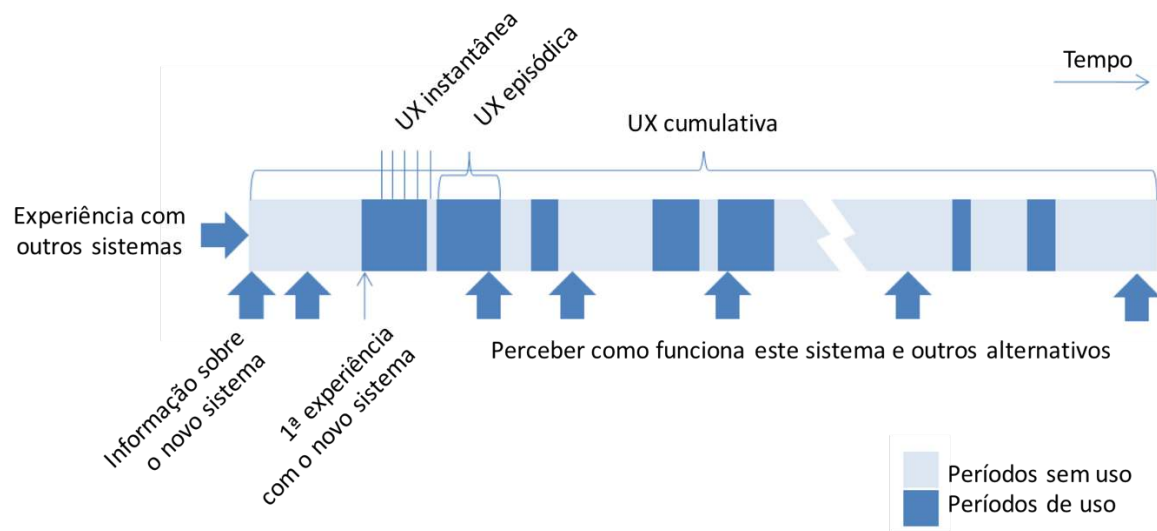 UX instantânea
UX episódica
Tempo
UX cumulativa
Experiência com
outros sistemas
Informação sobre
o novo sistema
1ª experiência
com o novo sistema
Perceber como funciona este sistema e outros alternativos
Períodos sem uso
Períodos de uso